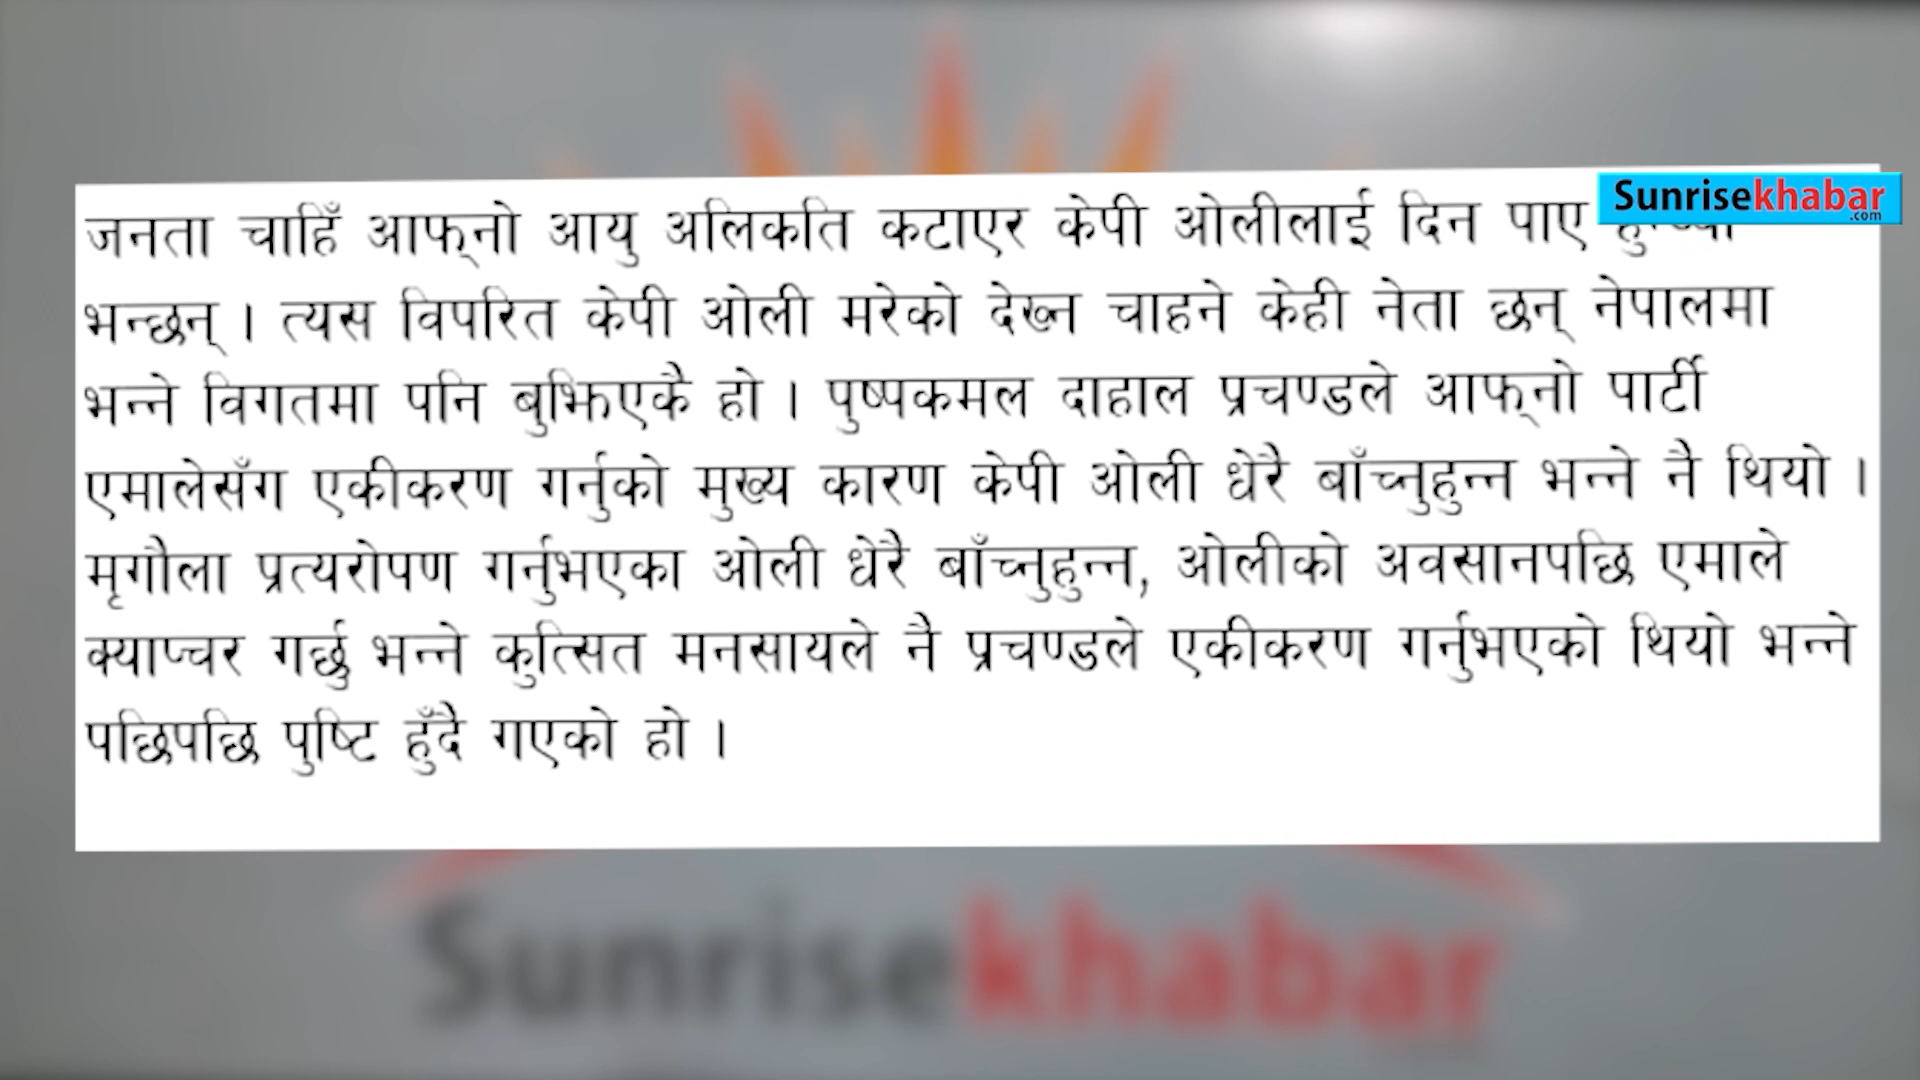 Sunrisekhabar
.com
जनता चाहिँ आफ्नो आयु अलिकति कटाएर केपी ओलीलाई दिन पाए
भन्छन् । त्यस विपरित केपी ओली मरेको देख्न चाहने केही नेता छन् नेपालमा
भन्ने विगतमा पनि बुझिएकै हो । पुष्पकमल दाहाल प्रचण्डले आफ्नो पार्टी
एमालेसँग एकीकरण गर्नुको मुख्य कारण केपी ओली धेरै बाँच्नुहुन्न भन्ने नै थियो ।
मृगौला प्रत्यरोपण गर्नुभएका ओली धेरै बाँच्नुहुन्न, ओलीको अवसानपछि एमाले
क्याप्चर गर्छु भन्ने कुत्सित मनसायले नै प्रचण्डले एकीकरण गर्नुभएको थियो भन्ने
पछिपछि पुष्टि हुँदै गएको हो ।
Sunrisekhabar